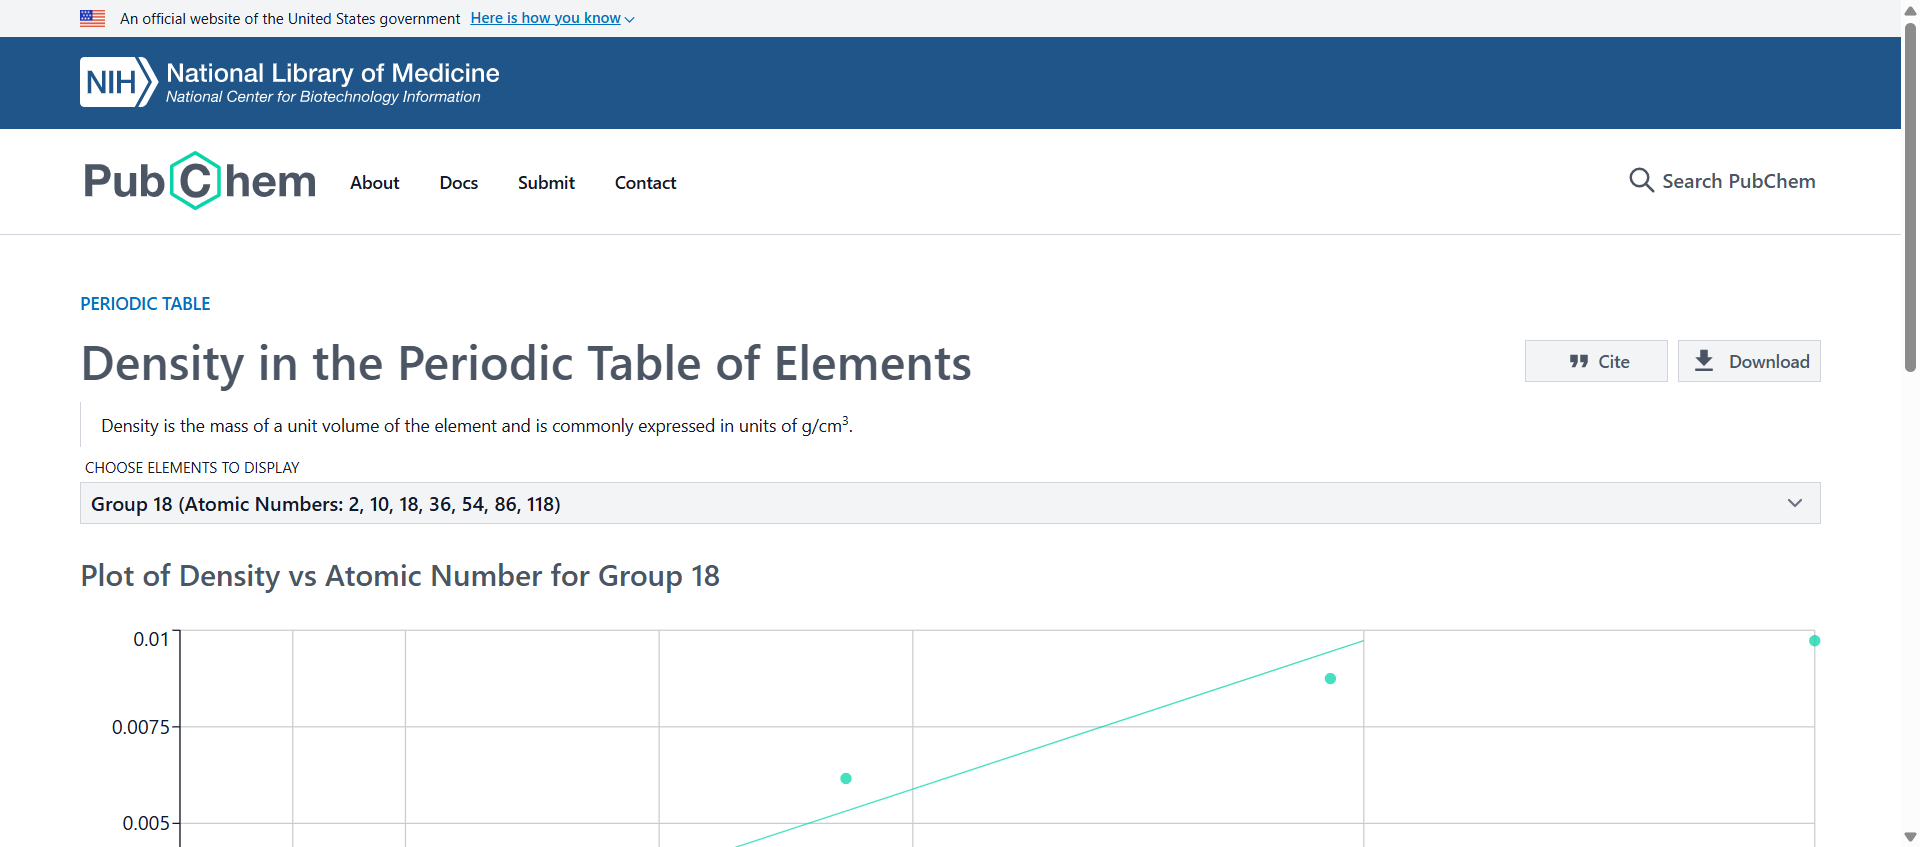 An official website of the United States government Here is how you know
NIH National Library of Medicine
National Center for Biotechnology Information
PubChem About Docs Submit Contact Search PubChem
PERIODIC TABLE
Density in the Periodic Table of Elements
Cite Download
Density is the mass of a unit volume of the element and is commonly expressed in units of g/cm³.
CHOOSE ELEMENTS TO DISPLAY
Group 18 (Atomic Numbers: 2, 10, 18, 36, 54, 86, 118)
Plot of Density vs Atomic Number for Group 18
0.01
0.0075
0.005